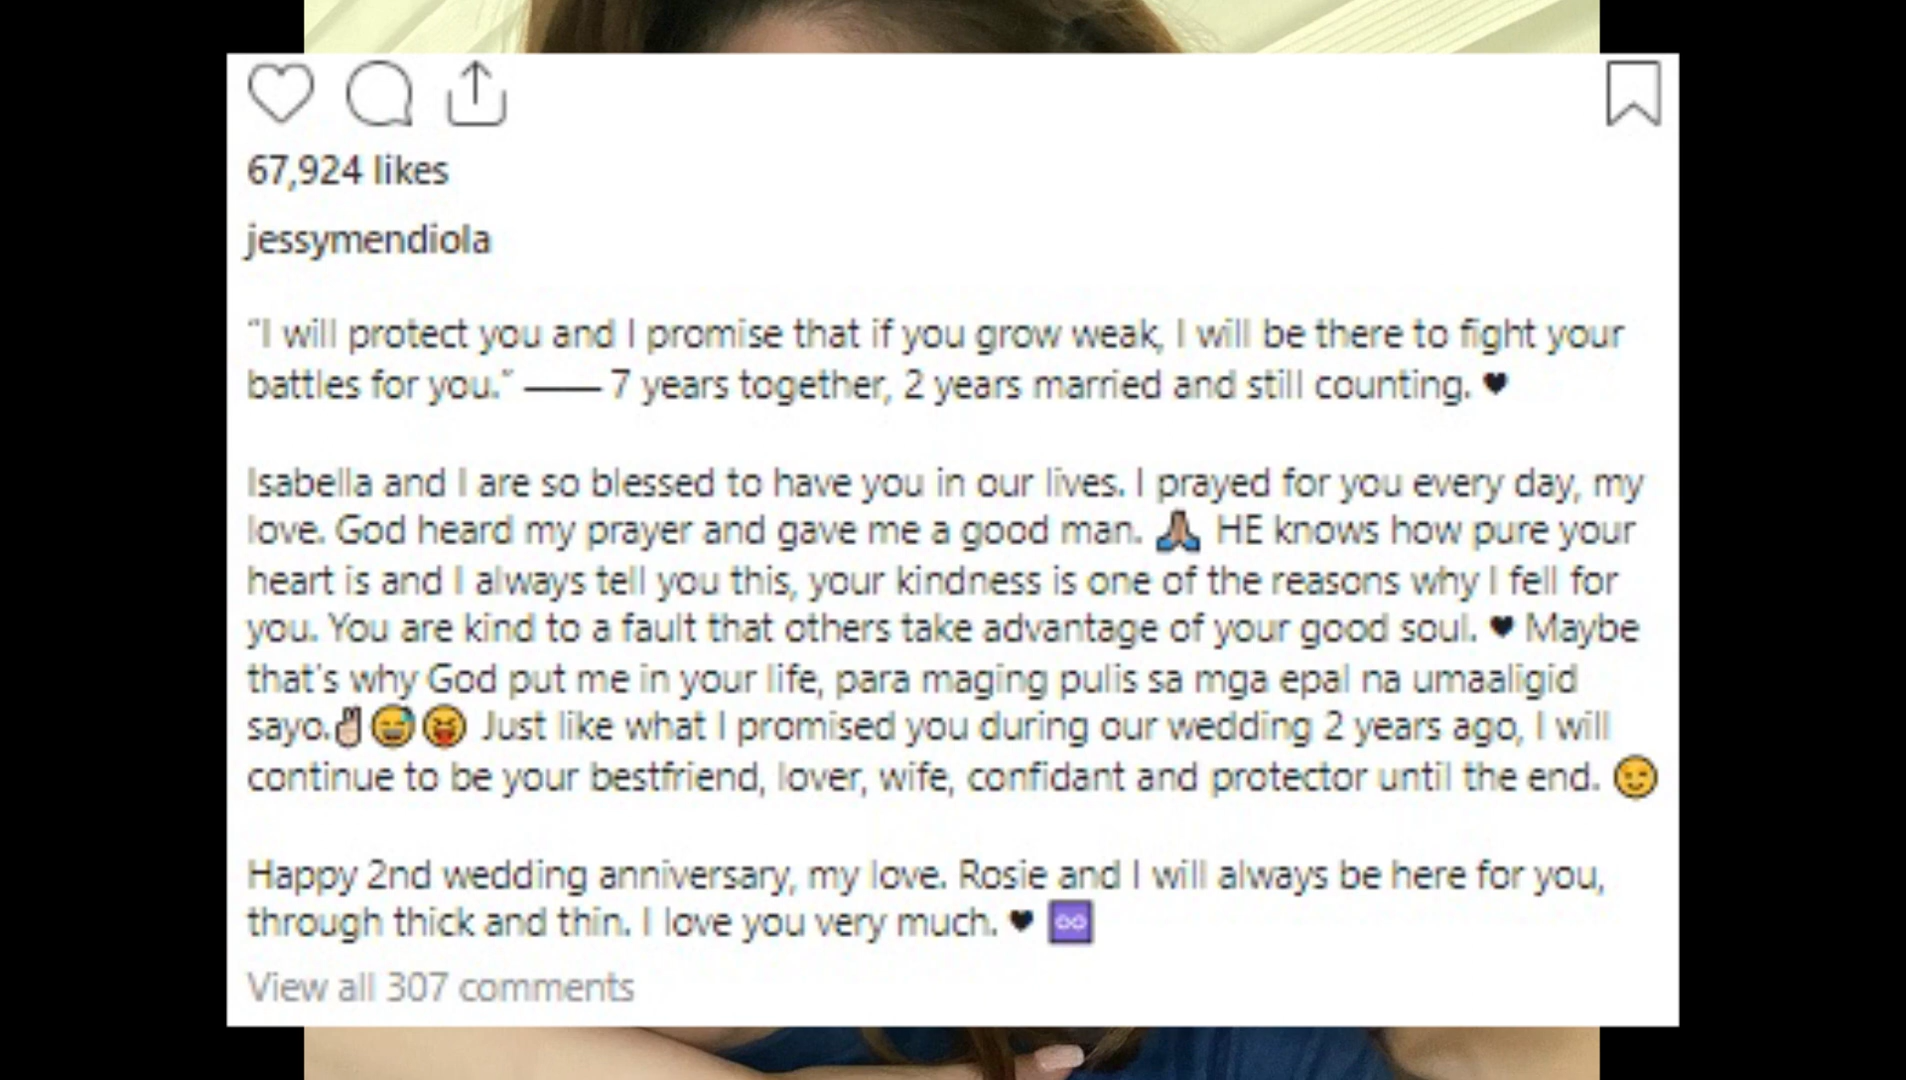 67,924 likes
jessymendiola
“I will protect you and I promise that if you grow weak, I will be there to fight your
battles for you.” —— 7 years together, 2 years married and still counting. ♥
Isabella and I are so blessed to have you in our lives. I prayed for you every day, my
love. God heard my prayer and gave me a good man. 🙏🏽 HE knows how pure your
heart is and I always tell you this, your kindness is one of the reasons why I fell for
you. You are kind to a fault that others take advantage of your good soul. ♥ Maybe
that's why God put me in your life, para maging pulis sa mga epal na umaaligid
sayo.✌🏻😅😝 Just like what I promised you during our wedding 2 years ago, I will
continue to be your bestfriend, lover, wife, confidant and protector until the end. 😉
Happy 2nd wedding anniversary, my love. Rosie and I will always be here for you,
through thick and thin. I love you very much. ♥ ♾️
View all 307 comments